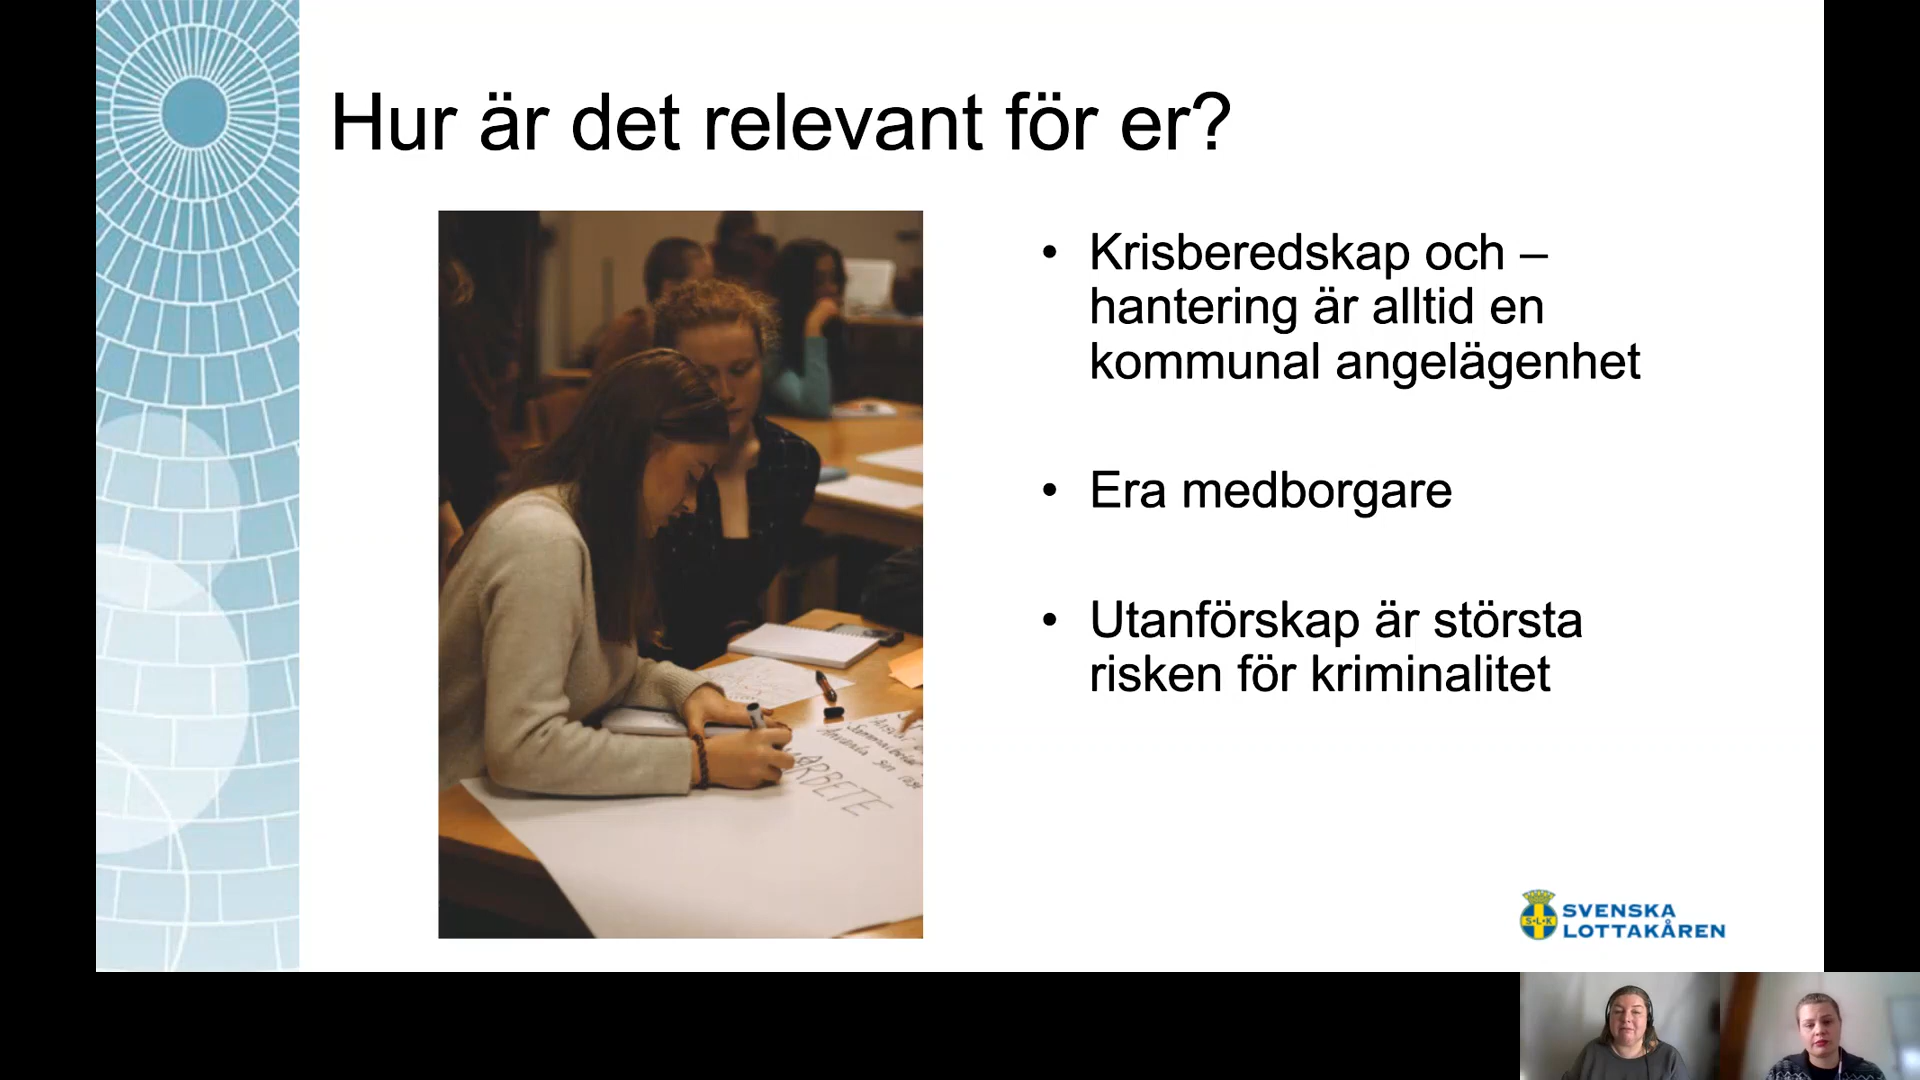 Hur är det relevant för er?
• Krisberedskap och –
hantering är alltid en
kommunal angelägenhet
• Era medborgare
• Utanförskap är största
risken för kriminalitet
ARBETE
S·L·K
SVENSKA
LOTTAKÅREN